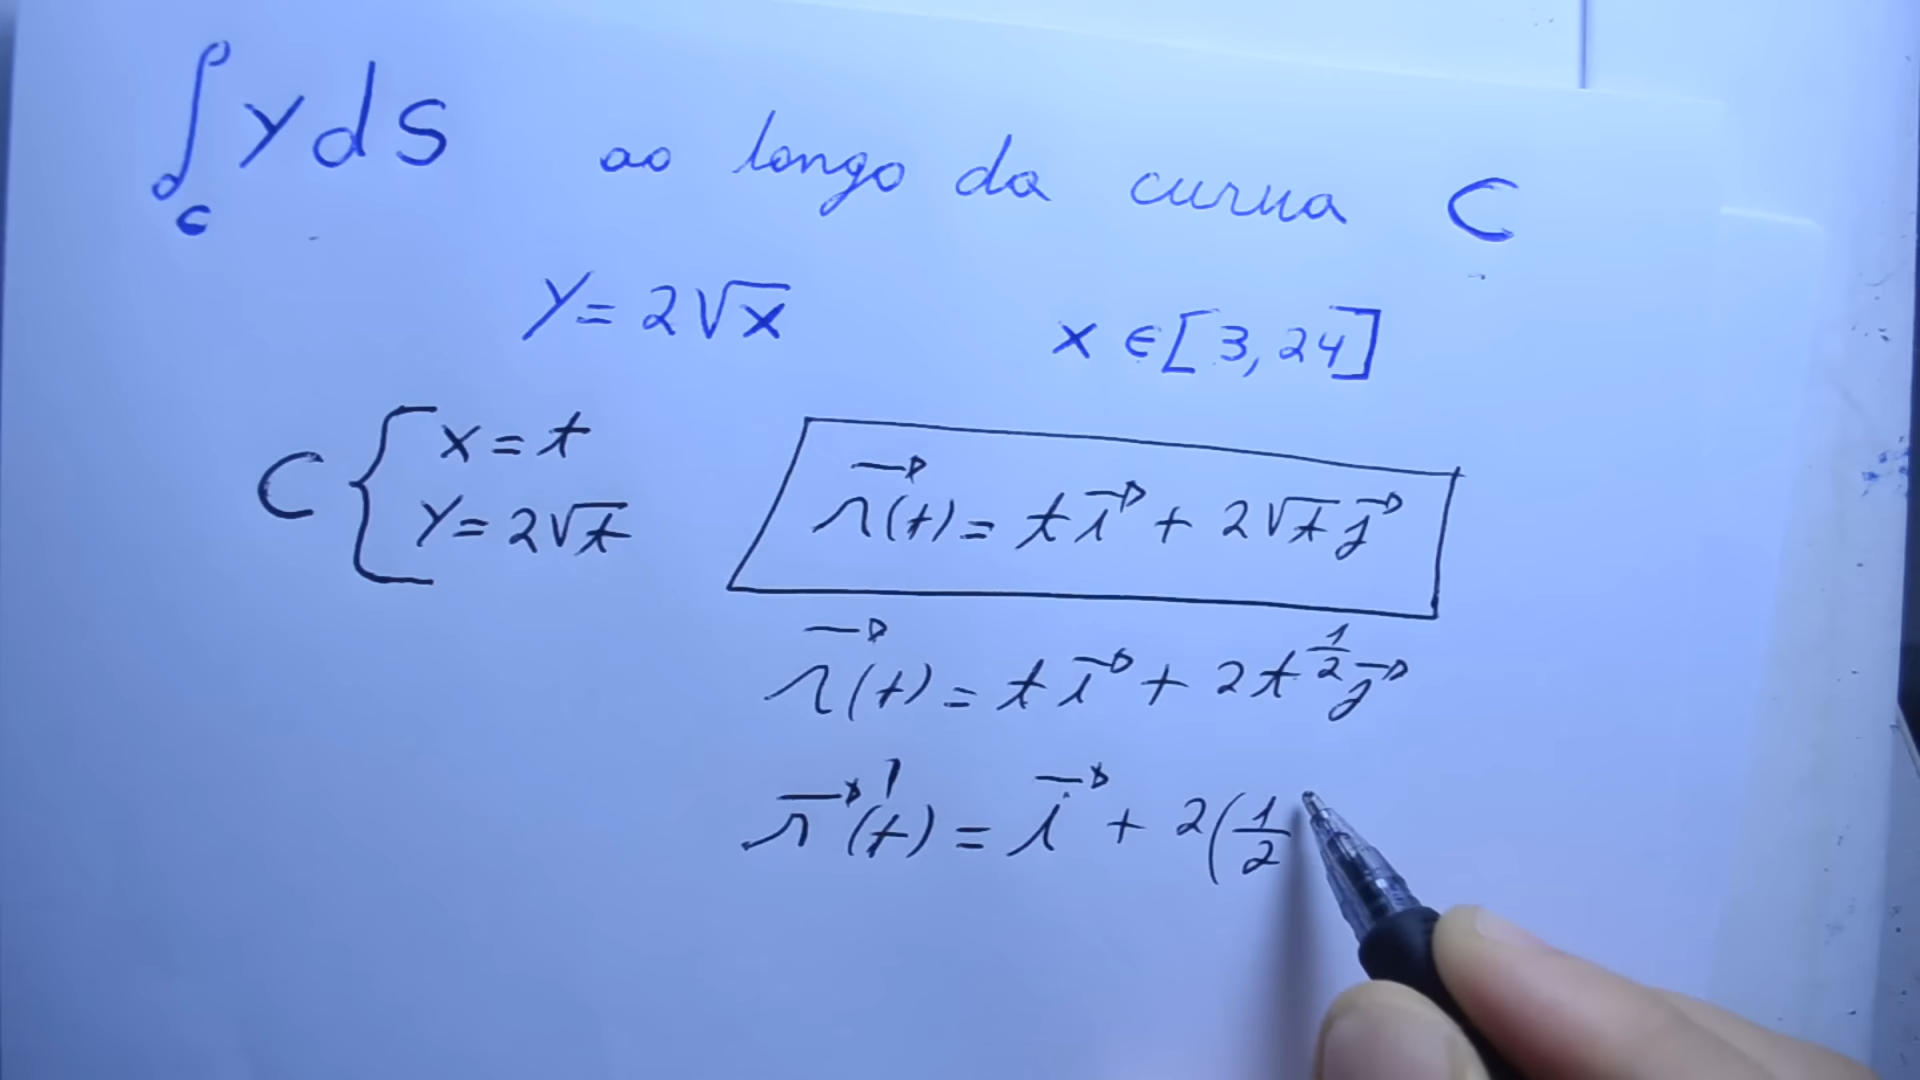 ∫_C y ds ao longo da curva C
y = 2√x x ∈ [3, 24]
C { x = t
y = 2√t
r⃗(t) = t i⃗ + 2√t j⃗
r⃗(t) = t i⃗ + 2t^{1/2} j⃗
r⃗'(t) = i⃗ + 2(1/2